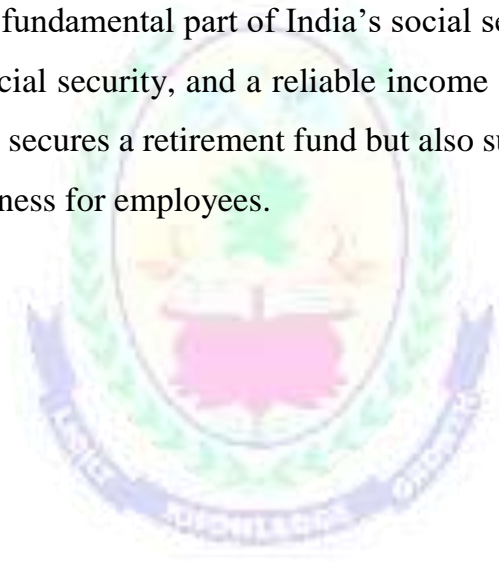 fundamental part of India’s social se
cial security, and a reliable income
secures a retirement fund but also su
ness for employees.
KNOWLEDGE